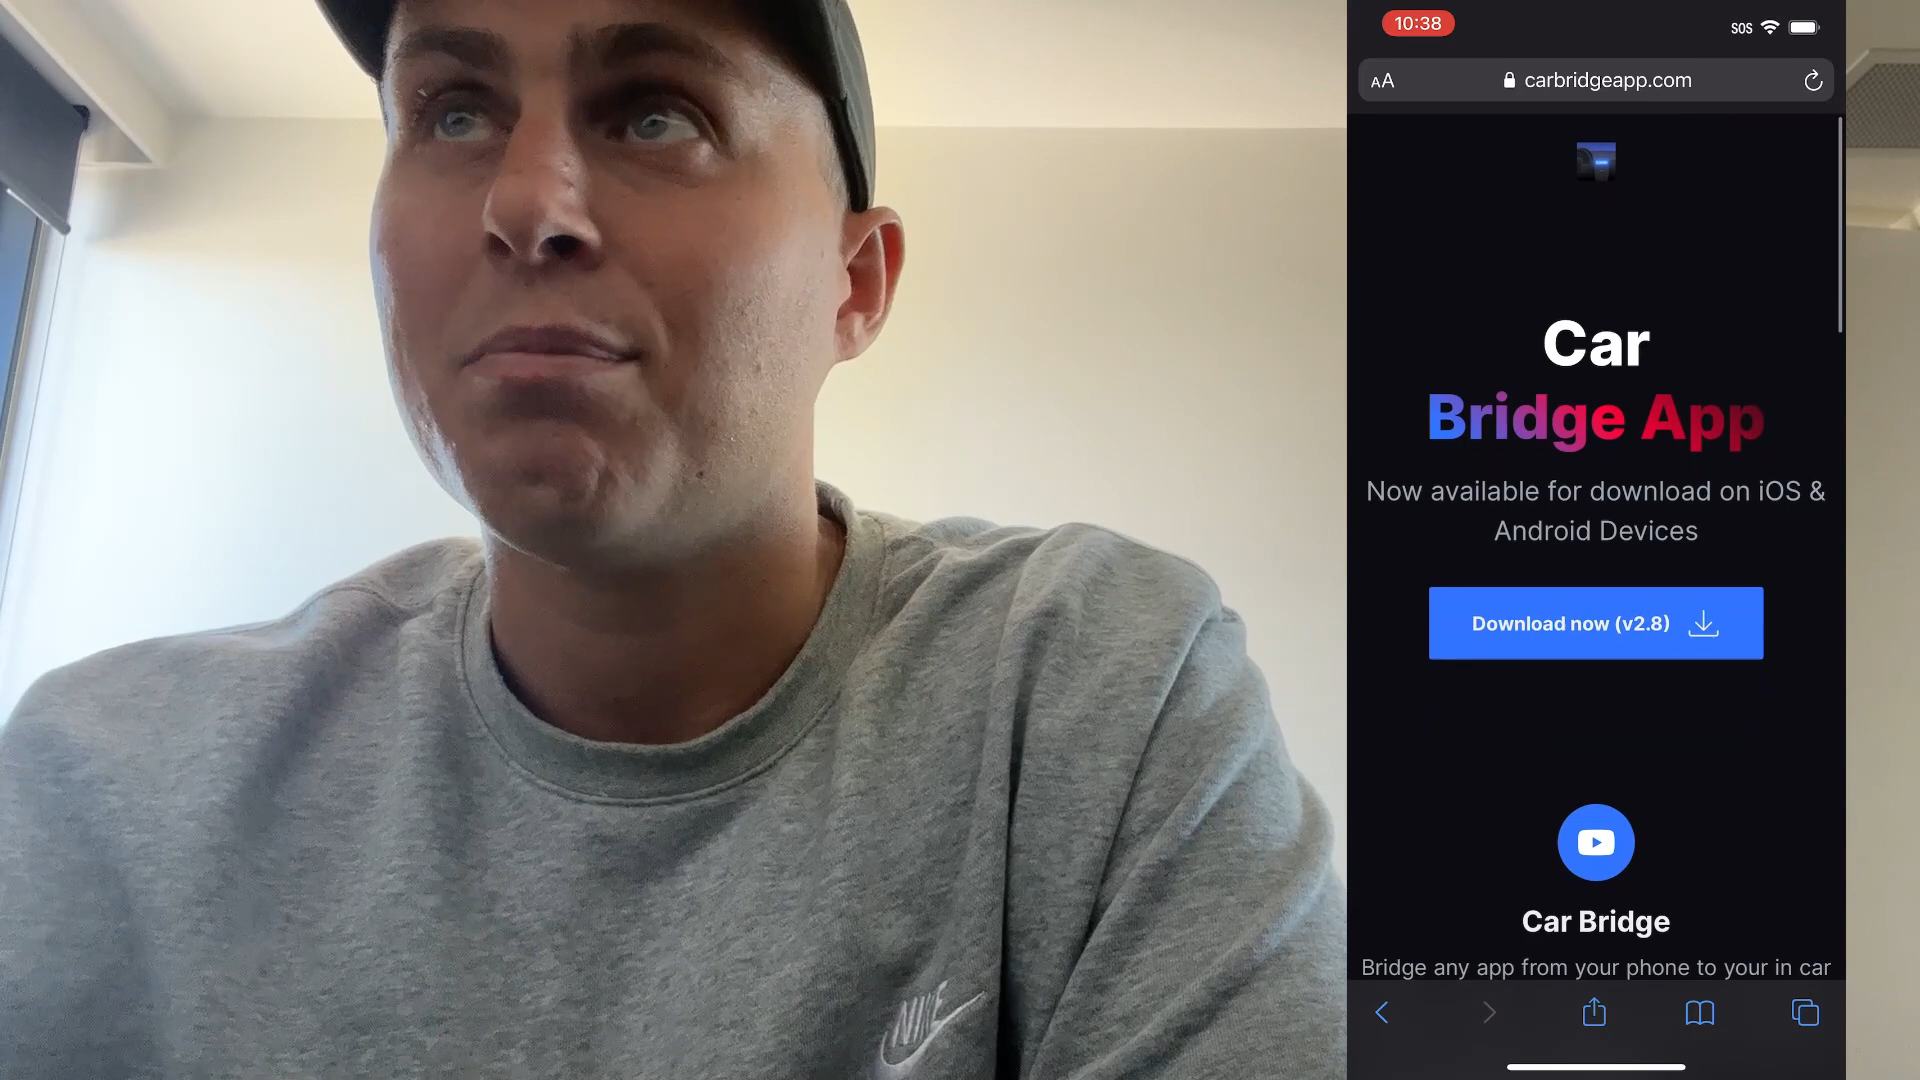 10:38
SOS
AA
carbridgeapp.com
Car
Bridge App
Now available for download on iOS &
Android Devices
Download now (v2.8)
Car Bridge
Bridge any app from your phone to your in car
NIKE